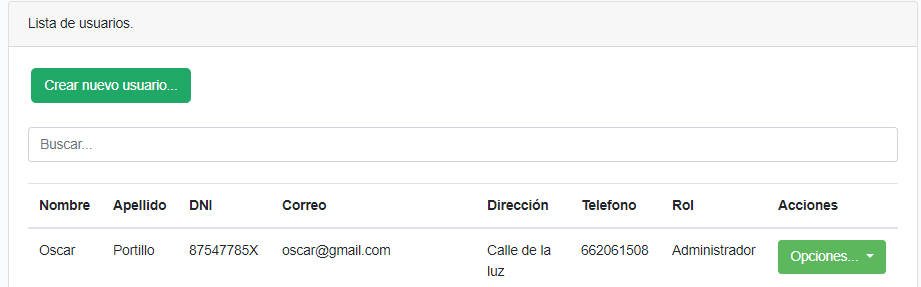 Lista de usuarios.
Crear nuevo usuario...
Buscar...
Nombre Apellido DNI Correo Dirección Telefono Rol Acciones
Oscar Portillo 87547785X oscar@gmail.com Calle de la 662061508 Administrador Opciones...
luz